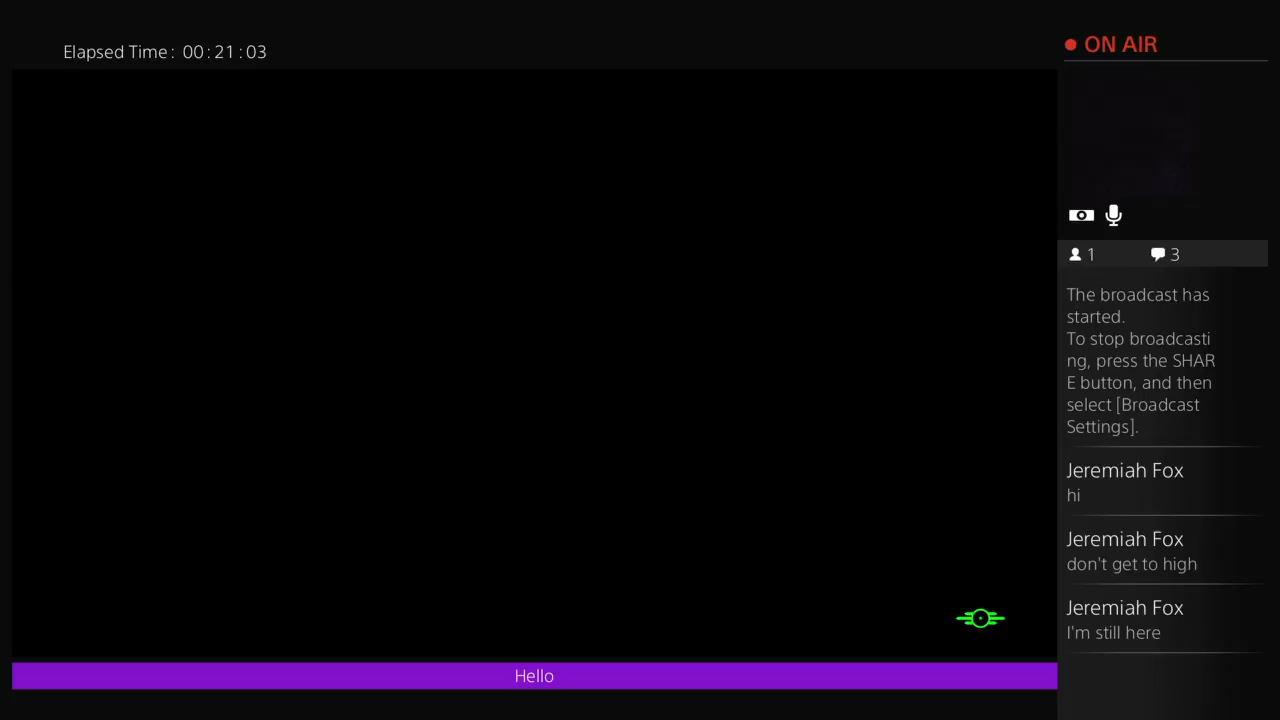 Elapsed Time: 00:21:03
ON AIR
1
3
The broadcast has
started.
To stop broadcasti
ng, press the SHAR
E button, and then
select [Broadcast
Settings].
Jeremiah Fox
hi
Jeremiah Fox
don't get to high
Jeremiah Fox
I'm still here
Hello